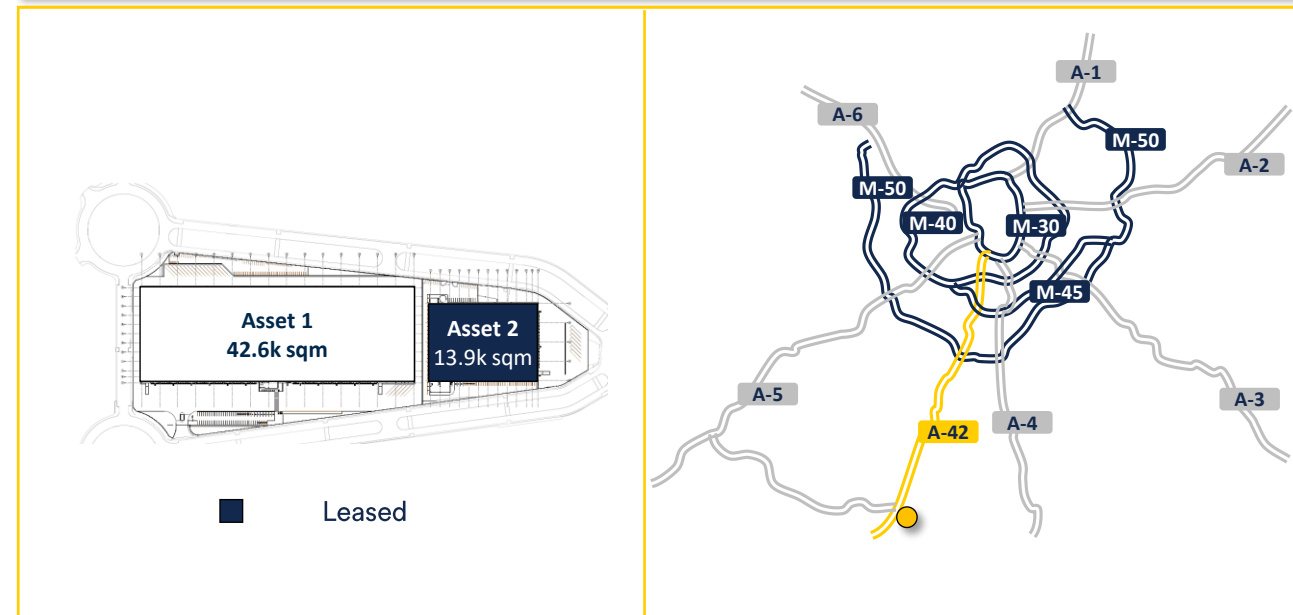 Asset 1
42.6k sqm
Asset 2
13.9k sqm
Leased
A-1
A-6
M-50
A-2
M-50
M-40
M-30
M-45
A-5
A-3
A-4
A-42